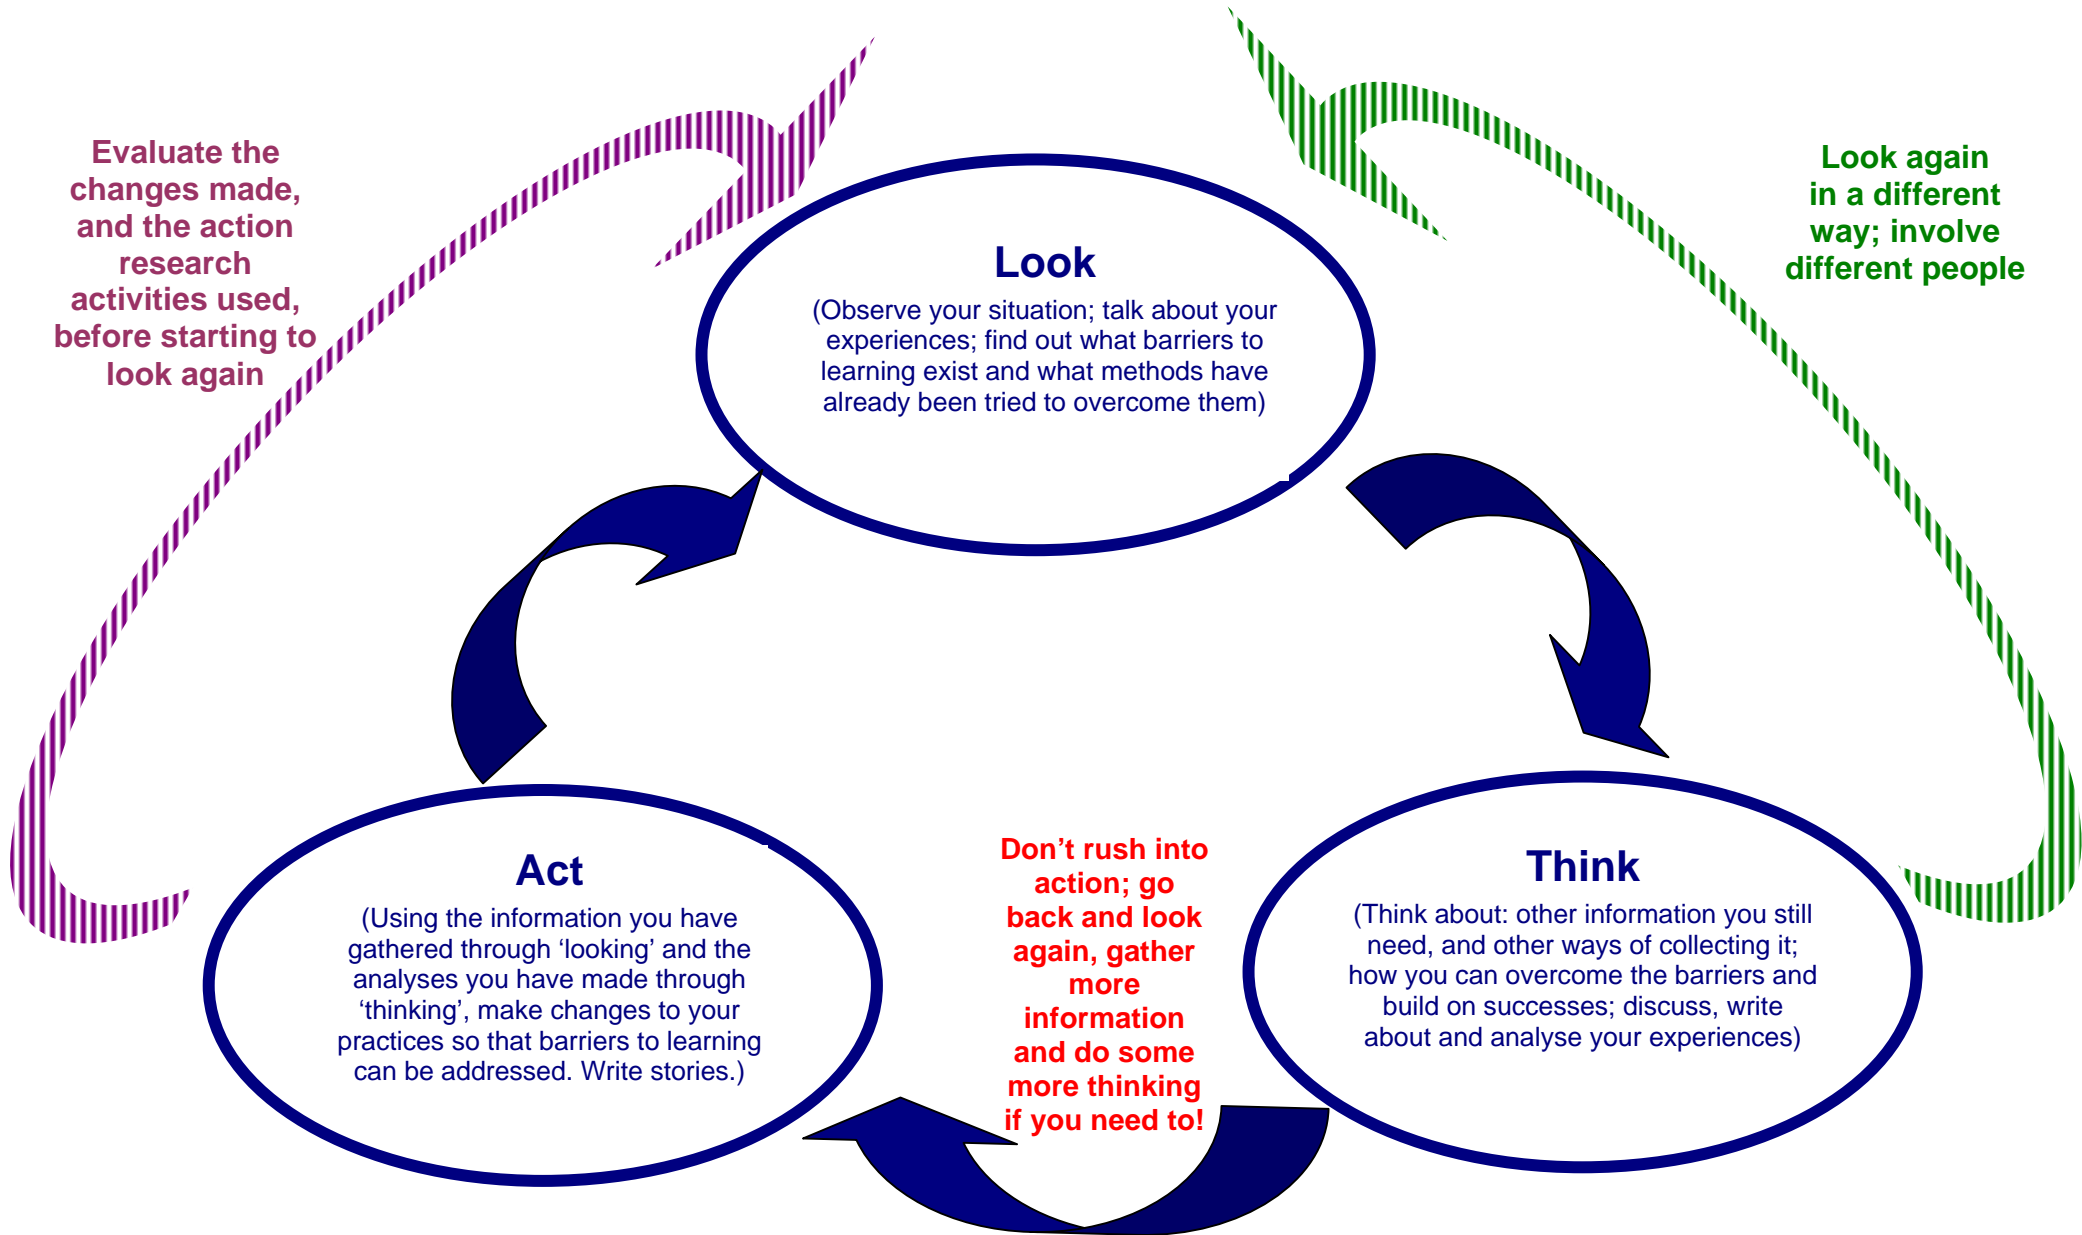 Evaluate the
changes made,
and the action
research
activities used,
before starting to
look again
Look again
in a different
way; involve
different people
Look
(Observe your situation; talk about your
experiences; find out what barriers to
learning exist and what methods have
already been tried to overcome them)
Act
(Using the information you have
gathered through ‘looking’ and the
analyses you have made through
‘thinking’, make changes to your
practices so that barriers to learning
can be addressed. Write stories.)
Don’t rush into
action; go
back and look
again, gather
more
information
and do some
more thinking
if you need to!
Think
(Think about: other information you still
need, and other ways of collecting it;
how you can overcome the barriers and
build on successes; discuss, write
about and analyse your experiences)